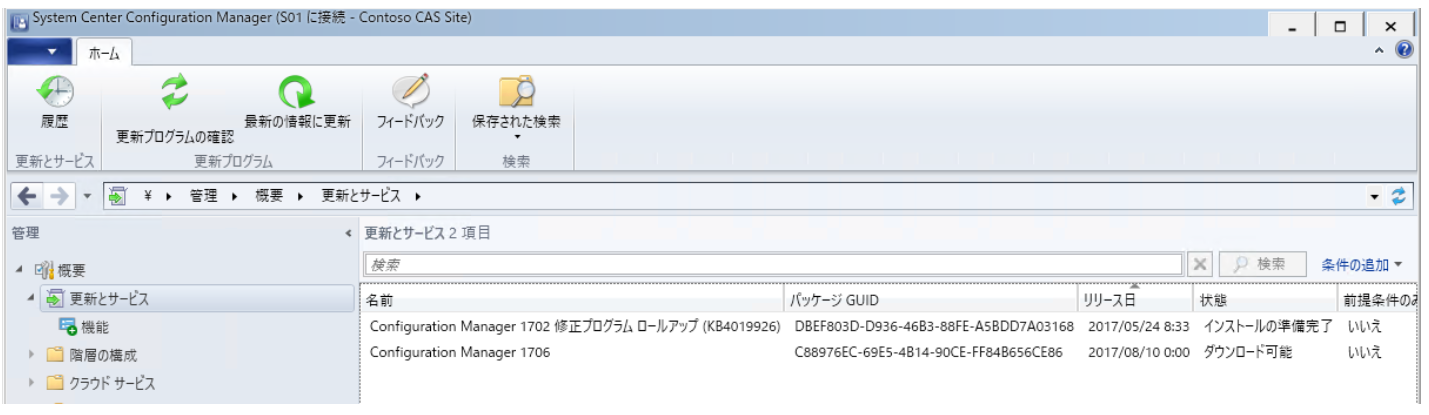 System Center Configuration Manager (S01 に接続 - Contoso CAS Site)
ホーム
履歴
更新プログラムの確認
最新の情報に更新
フィードバック
保存された検索
更新とサービス
更新プログラム
フィードバック
検索
¥ 管理 概要 更新とサービス
管理
更新とサービス 2 項目
検索
検索
条件の追加
概要
更新とサービス
機能
階層の構成
クラウド サービス
名前 パッケージ GUID リリース日 状態 前提条件のみ
Configuration Manager 1702 修正プログラム ロールアップ (KB4019926) DBEF803D-D936-46B3-88FE-A5BDD7A03168 2017/05/24 8:33 インストールの準備完了 いいえ
Configuration Manager 1706 C88976EC-69E5-4B14-90CE-FF84B656CE86 2017/08/10 0:00 ダウンロード可能 いいえ